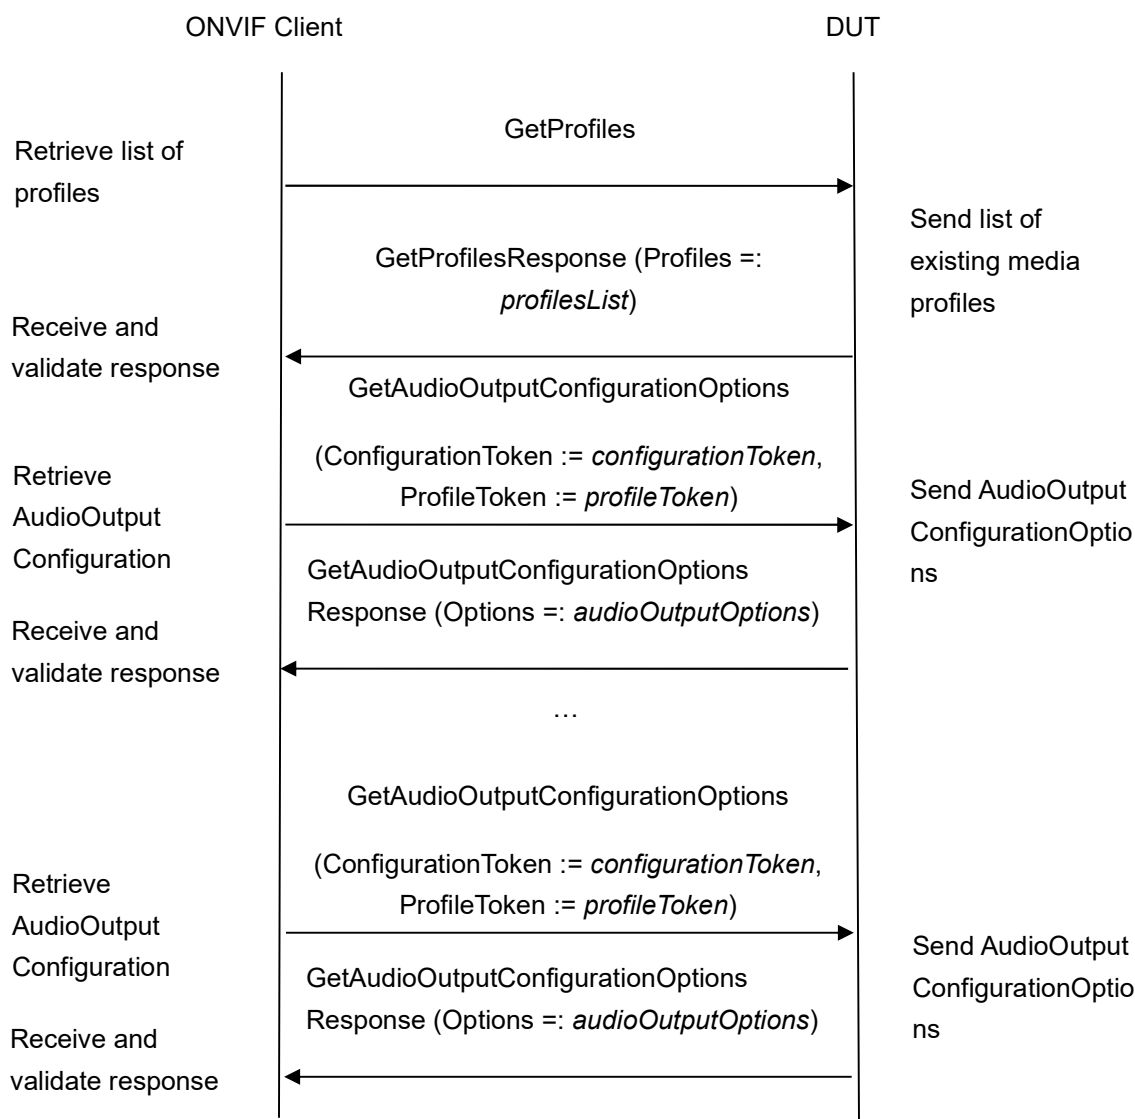 ONVIF Client
DUT
GetProfiles
Retrieve list of
profiles
Send list of
existing media
profiles
GetProfilesResponse (Profiles =:
profilesList)
Receive and
validate response
GetAudioOutputConfigurationOptions
(ConfigurationToken := configurationToken,
ProfileToken := profileToken)
Retrieve
AudioOutput
Configuration
Send AudioOutput
ConfigurationOptio
ns
GetAudioOutputConfigurationOptions
Response (Options =: audioOutputOptions)
Receive and
validate response
…
GetAudioOutputConfigurationOptions
(ConfigurationToken := configurationToken,
ProfileToken := profileToken)
Retrieve
AudioOutput
Configuration
Send AudioOutput
ConfigurationOptio
ns
GetAudioOutputConfigurationOptions
Response (Options =: audioOutputOptions)
Receive and
validate response